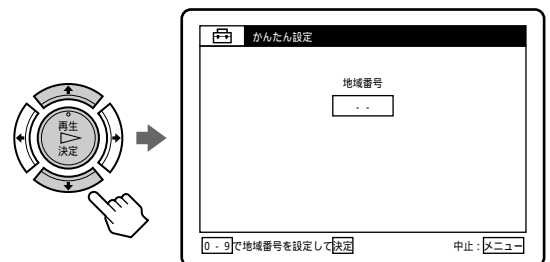 再生
決定
かんたん設定
地域番号
- -
0 - 9で地域番号を設定して決定
中止：メニュー